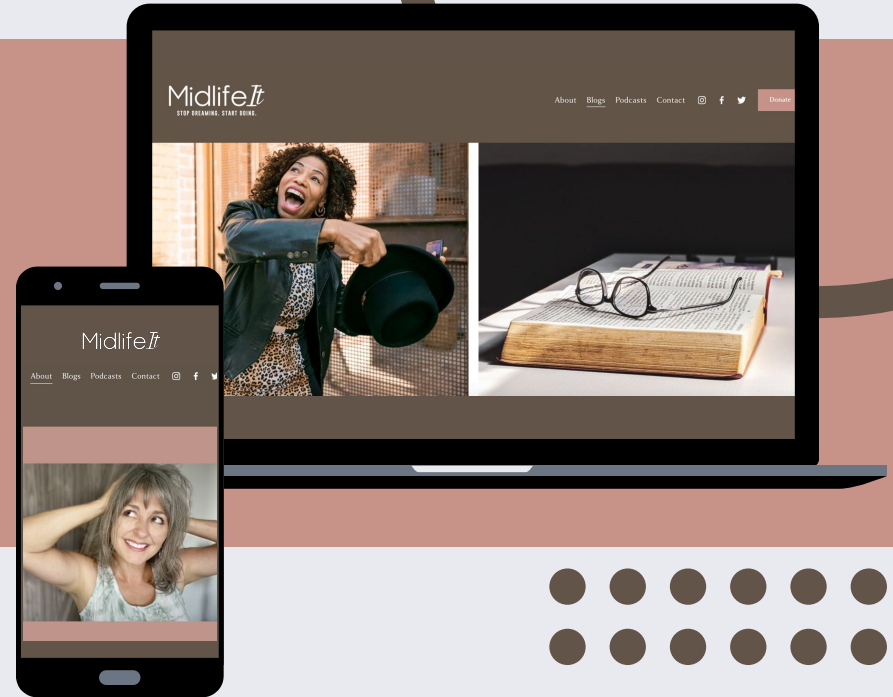 MidlifeIt
STOP DREAMING. START DOING.
About Blogs Podcasts Contact Donate
MidlifeIt
About Blogs Podcasts Contact